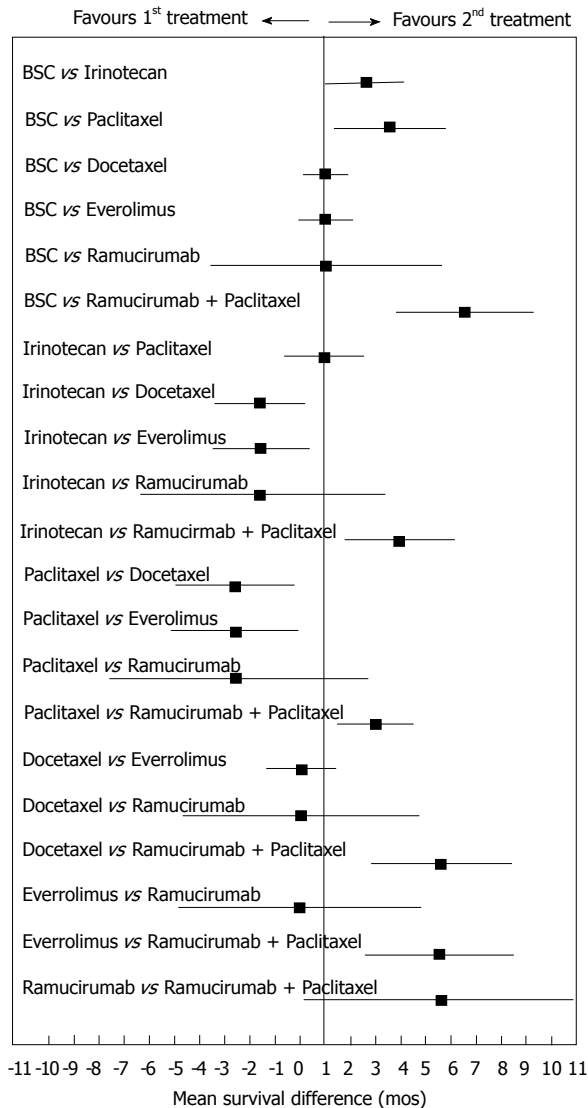 Favours 1st treatment Favours 2nd treatment
BSC vs Irinotecan
BSC vs Paclitaxel
BSC vs Docetaxel
BSC vs Everolimus
BSC vs Ramucirumab
BSC vs Ramucirumab + Paclitaxel
Irinotecan vs Paclitaxel
Irinotecan vs Docetaxel
Irinotecan vs Everolimus
Irinotecan vs Ramucirumab
Irinotecan vs Ramucirmab + Paclitaxel
Paclitaxel vs Docetaxel
Paclitaxel vs Everolimus
Paclitaxel vs Ramucirumab
Paclitaxel vs Ramucirumab + Paclitaxel
Docetaxel vs Everrolimus
Docetaxel vs Ramucirumab
Docetaxel vs Ramucirumab + Paclitaxel
Everrolimus vs Ramucirumab
Everrolimus vs Ramucirumab + Paclitaxel
Ramucirumab vs Ramucirumab + Paclitaxel
-11 -10 -9 -8 -7 -6 -5 -4 -3 -2 -1 0 1 2 3 4 5 6 7 8 9 10 11
Mean survival difference (mos)